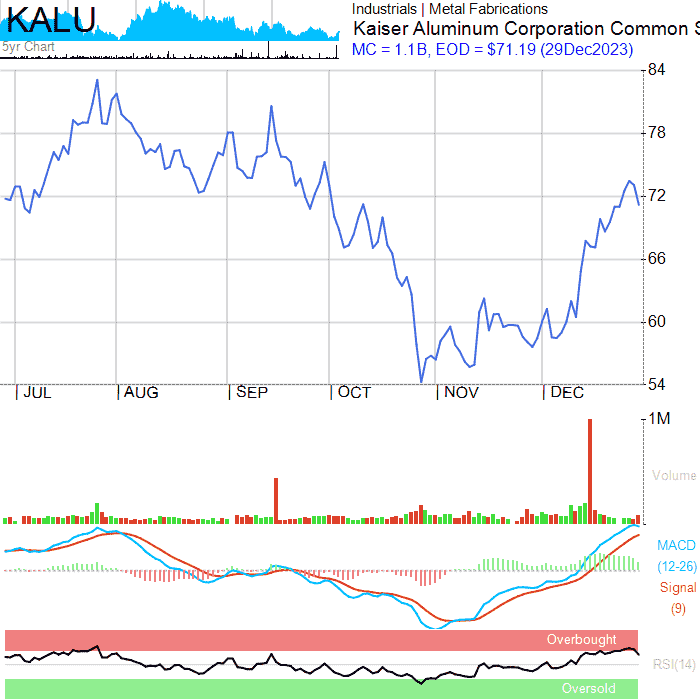 KALU
5yr Chart
Industrials | Metal Fabrications
Kaiser Aluminum Corporation Common S
MC = 1.1B, EOD = $71.19 (29Dec2023)
84
78
72
66
60
54
JUL AUG SEP OCT NOV DEC
1M
Volume
MACD
(12-26)
Signal
(9)
Overbought
RSI(14)
Oversold